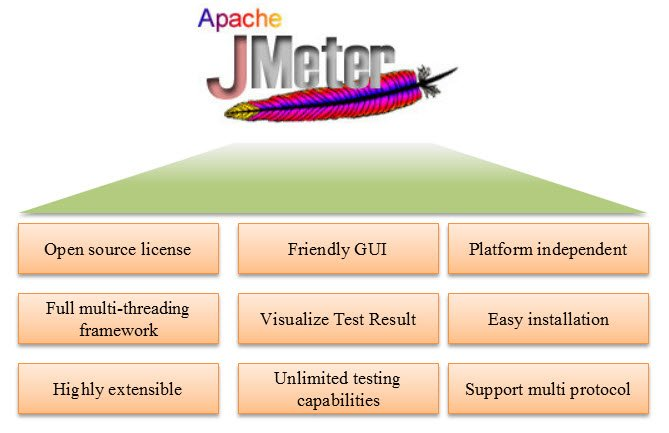 Apache
JMeter
Open source license
Friendly GUI
Platform independent
Full multi-threading
framework
Visualize Test Result
Easy installation
Highly extensible
Unlimited testing
capabilities
Support multi protocol